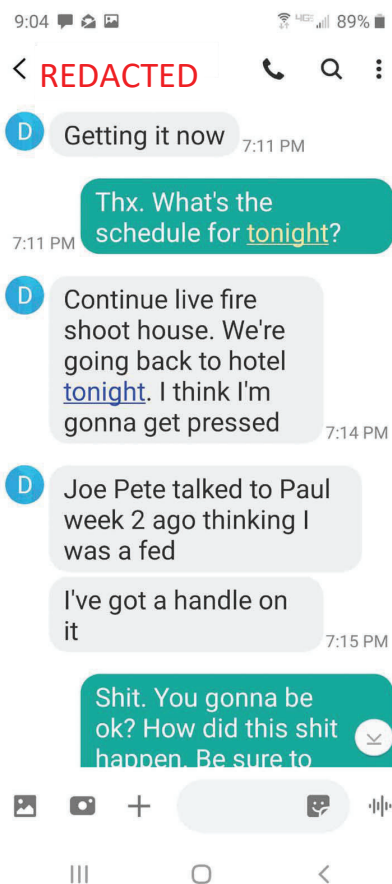 9:04 89%
REDACTED
D Getting it now 7:11 PM
Thx. What's the
7:11 PM schedule for tonight?
D Continue live fire
shoot house. We're
going back to hotel
tonight. I think I'm
gonna get pressed 7:14 PM
D Joe Pete talked to Paul
week 2 ago thinking I
was a fed
I've got a handle on
it 7:15 PM
Shit. You gonna be
ok? How did this shit
happen. Be sure to